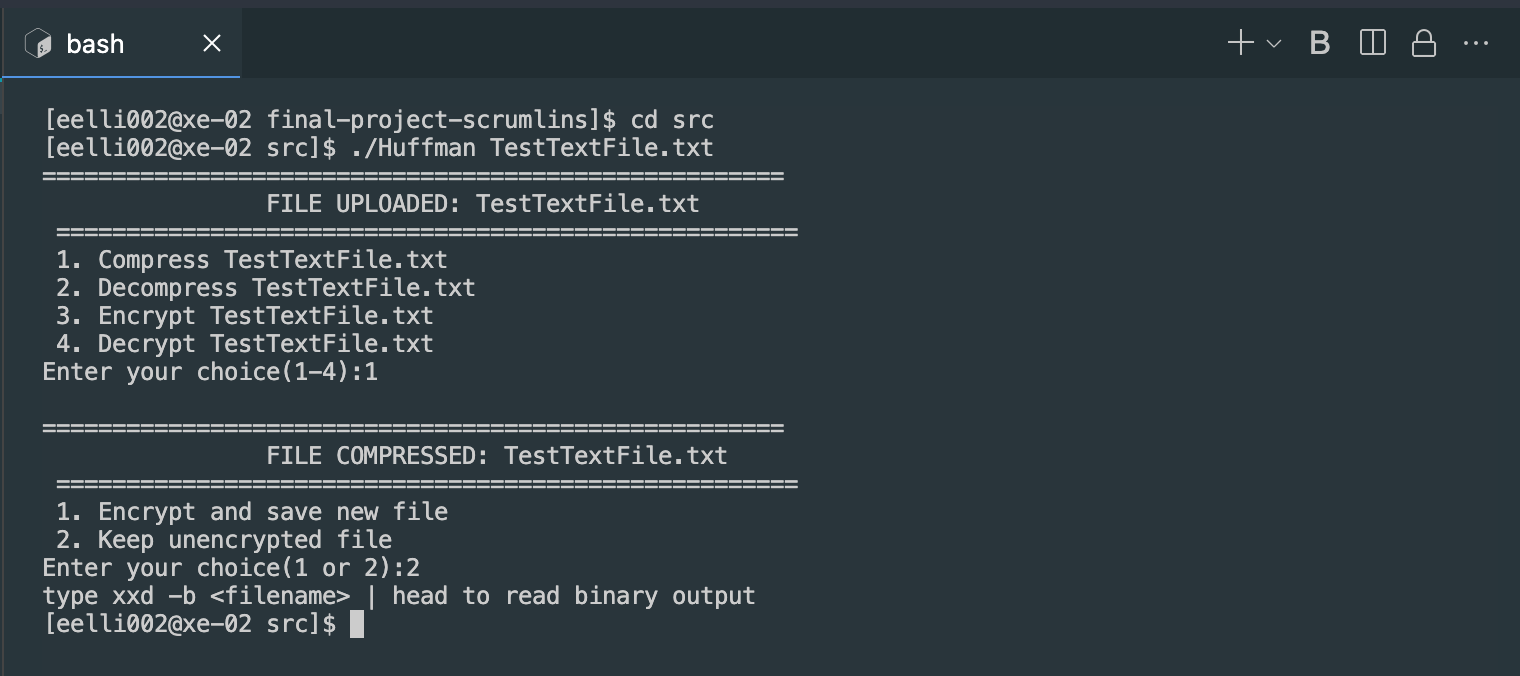 bash
B
[eelli002@xe-02 final-project-scrumlins]$ cd src
[eelli002@xe-02 src]$ ./Huffman TestTextFile.txt
=====================================================
                FILE UPLOADED: TestTextFile.txt
 =====================================================
 1. Compress TestTextFile.txt
 2. Decompress TestTextFile.txt
 3. Encrypt TestTextFile.txt
 4. Decrypt TestTextFile.txt
Enter your choice(1-4):1

=====================================================
                FILE COMPRESSED: TestTextFile.txt
 =====================================================
 1. Encrypt and save new file
 2. Keep unencrypted file
Enter your choice(1 or 2):2
type xxd -b <filename> | head to read binary output
[eelli002@xe-02 src]$